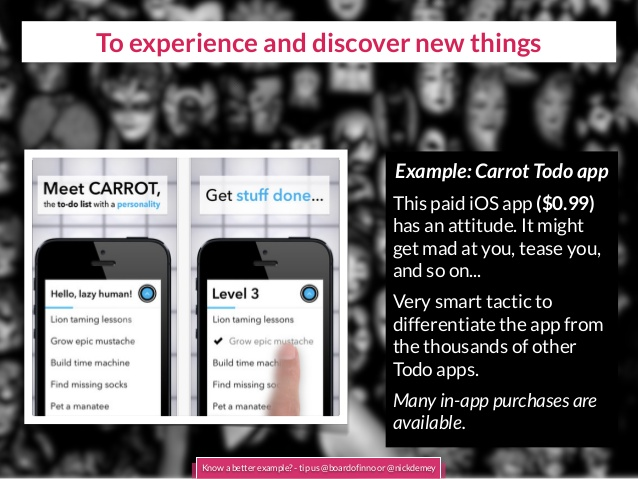 To experience and discover new things
Meet CARROT,
the to-do list with a personality
Hello, lazy human!
Lion taming lessons
Grow epic mustache
Build time machine
Find missing socks
Pet a manatee
Get stuff done...
Level 3
Lion taming lessons
Grow epic mustache
Build time machine
Find missing so
Pet a manatee
Example: Carrot Todo app
This paid iOS app ($0.99)
has an attitude. It might
get mad at you, tease you,
and so on...
Very smart tactic to
differentiate the app from
the thousands of other
Todo apps.
Many in-app purchases are
available.
Know a better example? - tip us @boardofinno or @nickdemey